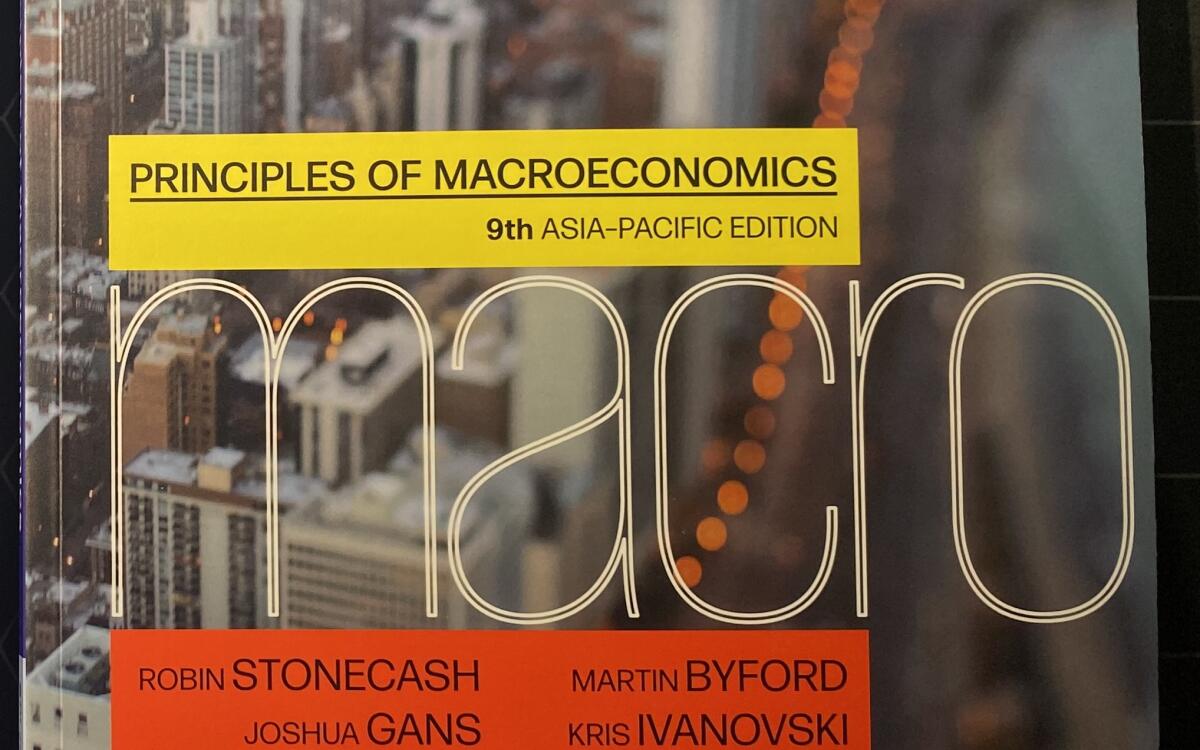 PRINCIPLES OF MACROECONOMICS
9th ASIA–PACIFIC EDITION
macro
ROBIN STONECASH MARTIN BYFORD
JOSHUA GANS KRIS IVANOVSKI